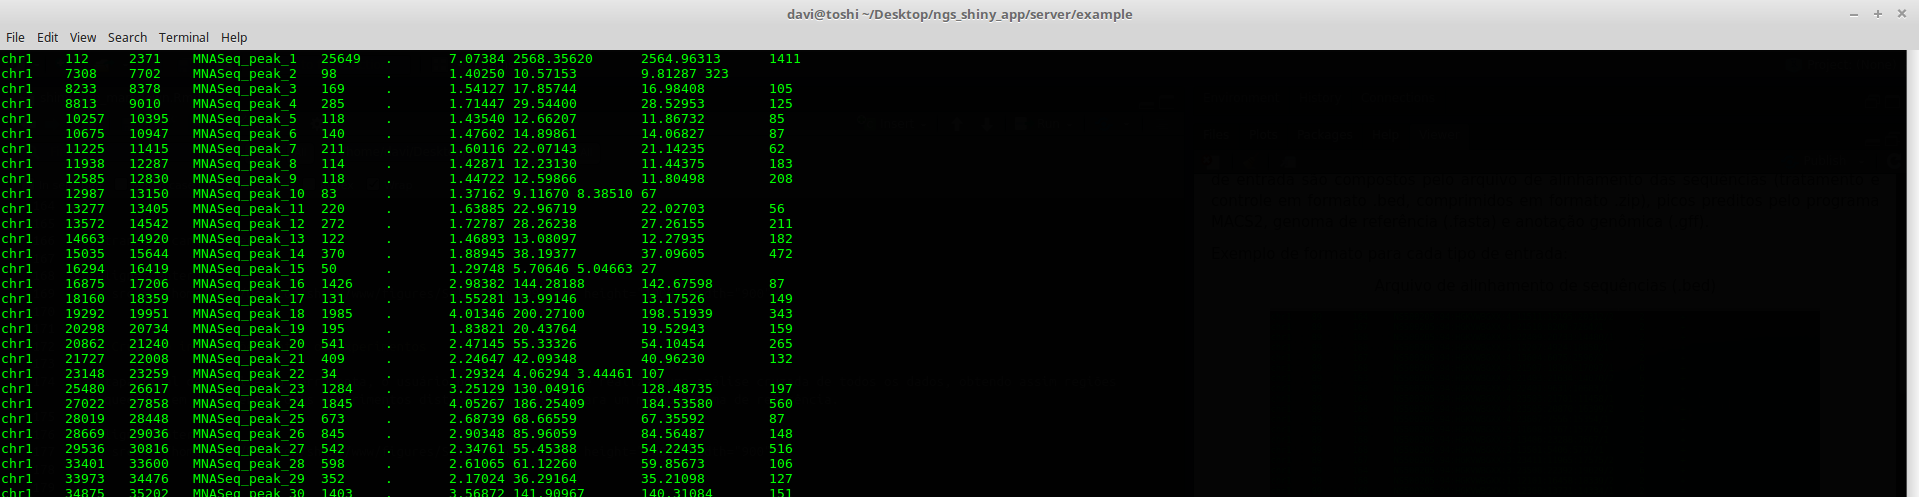 davi@toshi ~/Desktop/ngs_shiny_app/server/example
File Edit View Search Terminal Help
chr1 112 2371 MNASeq_peak_1 25649 . 7.07384 2568.35620 2564.96313 1411
chr1 7308 7702 MNASeq_peak_2 98 . 1.40250 10.57153 9.81287 323
chr1 8233 8378 MNASeq_peak_3 169 . 1.54127 17.85744 16.98408 105
chr1 8813 9010 MNASeq_peak_4 285 . 1.71447 29.54400 28.52953 125
chr1 10257 10395 MNASeq_peak_5 118 . 1.43540 12.66207 11.86732 85
chr1 10675 10947 MNASeq_peak_6 140 . 1.47602 14.89861 14.06827 87
chr1 11225 11415 MNASeq_peak_7 211 . 1.60116 22.07143 21.14235 62
chr1 11938 12287 MNASeq_peak_8 114 . 1.42871 12.23130 11.44375 183
chr1 12585 12830 MNASeq_peak_9 118 . 1.44722 12.59866 11.80498 208
chr1 12987 13150 MNASeq_peak_10 83 . 1.37162 9.11670 8.38510 67
chr1 13277 13405 MNASeq_peak_11 220 . 1.63885 22.96719 22.02703 56
chr1 13572 14542 MNASeq_peak_12 272 . 1.72787 28.26238 27.26155 211
chr1 14663 14920 MNASeq_peak_13 122 . 1.46893 13.08097 12.27935 182
chr1 15035 15644 MNASeq_peak_14 370 . 1.88945 38.19377 37.09605 472
chr1 16294 16419 MNASeq_peak_15 50 . 1.29748 5.70646 5.04663 27
chr1 16875 17206 MNASeq_peak_16 1426 . 2.98382 144.28188 142.67598 87
chr1 18160 18359 MNASeq_peak_17 131 . 1.55281 13.99146 13.17526 149
chr1 19292 19951 MNASeq_peak_18 1985 . 4.01346 200.27100 198.51939 343
chr1 20298 20734 MNASeq_peak_19 195 . 1.83821 20.43764 19.52943 159
chr1 20862 21240 MNASeq_peak_20 541 . 2.47145 55.33326 54.10454 265
chr1 21727 22008 MNASeq_peak_21 409 . 2.24647 42.09348 40.96230 132
chr1 23148 23259 MNASeq_peak_22 34 . 1.29324 4.06294 3.44461 107
chr1 25480 26617 MNASeq_peak_23 1284 . 3.25129 130.04916 128.48735 197
chr1 27022 27858 MNASeq_peak_24 1845 . 4.05267 186.25409 184.53580 560
chr1 28019 28448 MNASeq_peak_25 673 . 2.68739 68.66559 67.35592 87
chr1 28669 29036 MNASeq_peak_26 845 . 2.90348 85.96059 84.56487 148
chr1 29536 30816 MNASeq_peak_27 542 . 2.34761 55.45388 54.22435 516
chr1 33401 33600 MNASeq_peak_28 598 . 2.61065 61.12260 59.85673 106
chr1 33973 34476 MNASeq_peak_29 352 . 2.17024 36.29164 35.21098 127
chr1 34875 35202 MNASeq_peak_30 1403 . 3.56872 141.90967 140.31084 151